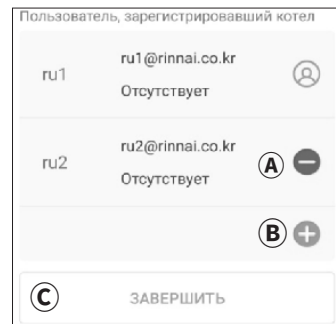 Пользователь, зарегистрировавший котел
ru1
ru1@rinnai.co.kr
Отсутствует
ru2
ru2@rinnai.co.kr
Отсутствует
A
B
C
ЗАВЕРШИТЬ